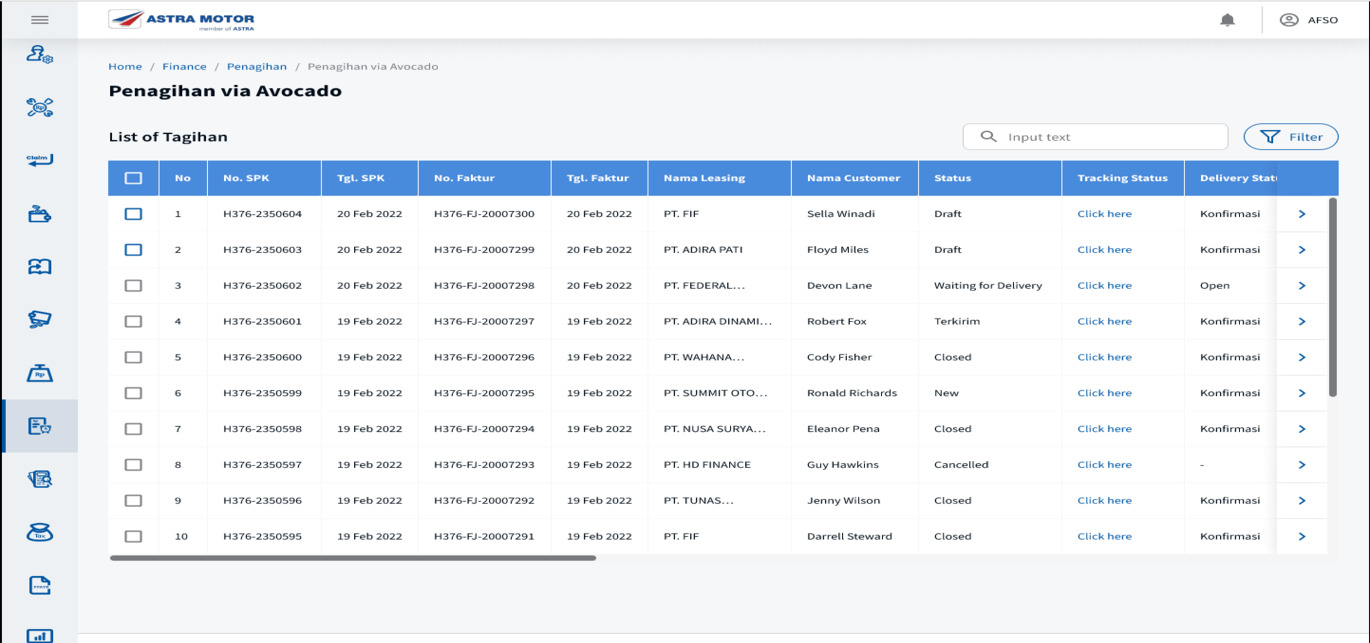 ASTRA MOTOR
member of ASTRA
AFSO
Home / Finance / Penagihan / Penagihan via Avocado
Penagihan via Avocado
List of Tagihan
Input text
Filter
No No. SPK Tgl. SPK No. Faktur Tgl. Faktur Nama Leasing Nama Customer Status Tracking Status Delivery Stat
1 H376-2350604 20 Feb 2022 H376-FJ-20007300 20 Feb 2022 PT. FIF Sella Winadi Draft Click here Konfirmasi >
2 H376-2350603 20 Feb 2022 H376-FJ-20007299 20 Feb 2022 PT. ADIRA PATI Floyd Miles Draft Click here Konfirmasi >
3 H376-2350602 20 Feb 2022 H376-FJ-20007298 20 Feb 2022 PT. FEDERAL... Devon Lane Waiting for Delivery Click here Open >
4 H376-2350601 19 Feb 2022 H376-FJ-20007297 19 Feb 2022 PT. ADIRA DINAMI... Robert Fox Terkirim Click here Konfirmasi >
5 H376-2350600 19 Feb 2022 H376-FJ-20007296 19 Feb 2022 PT. WAHANA... Cody Fisher Closed Click here Konfirmasi >
6 H376-2350599 19 Feb 2022 H376-FJ-20007295 19 Feb 2022 PT. SUMMIT OTO... Ronald Richards New Click here Konfirmasi >
7 H376-2350598 19 Feb 2022 H376-FJ-20007294 19 Feb 2022 PT. NUSA SURYA... Eleanor Pena Closed Click here Konfirmasi >
8 H376-2350597 19 Feb 2022 H376-FJ-20007293 19 Feb 2022 PT. HD FINANCE Guy Hawkins Cancelled Click here - >
9 H376-2350596 19 Feb 2022 H376-FJ-20007292 19 Feb 2022 PT. TUNAS... Jenny Wilson Closed Click here Konfirmasi >
10 H376-2350595 19 Feb 2022 H376-FJ-20007291 19 Feb 2022 PT. FIF Darrell Steward Closed Click here Konfirmasi >
Rp
Claim
Rp
Tax